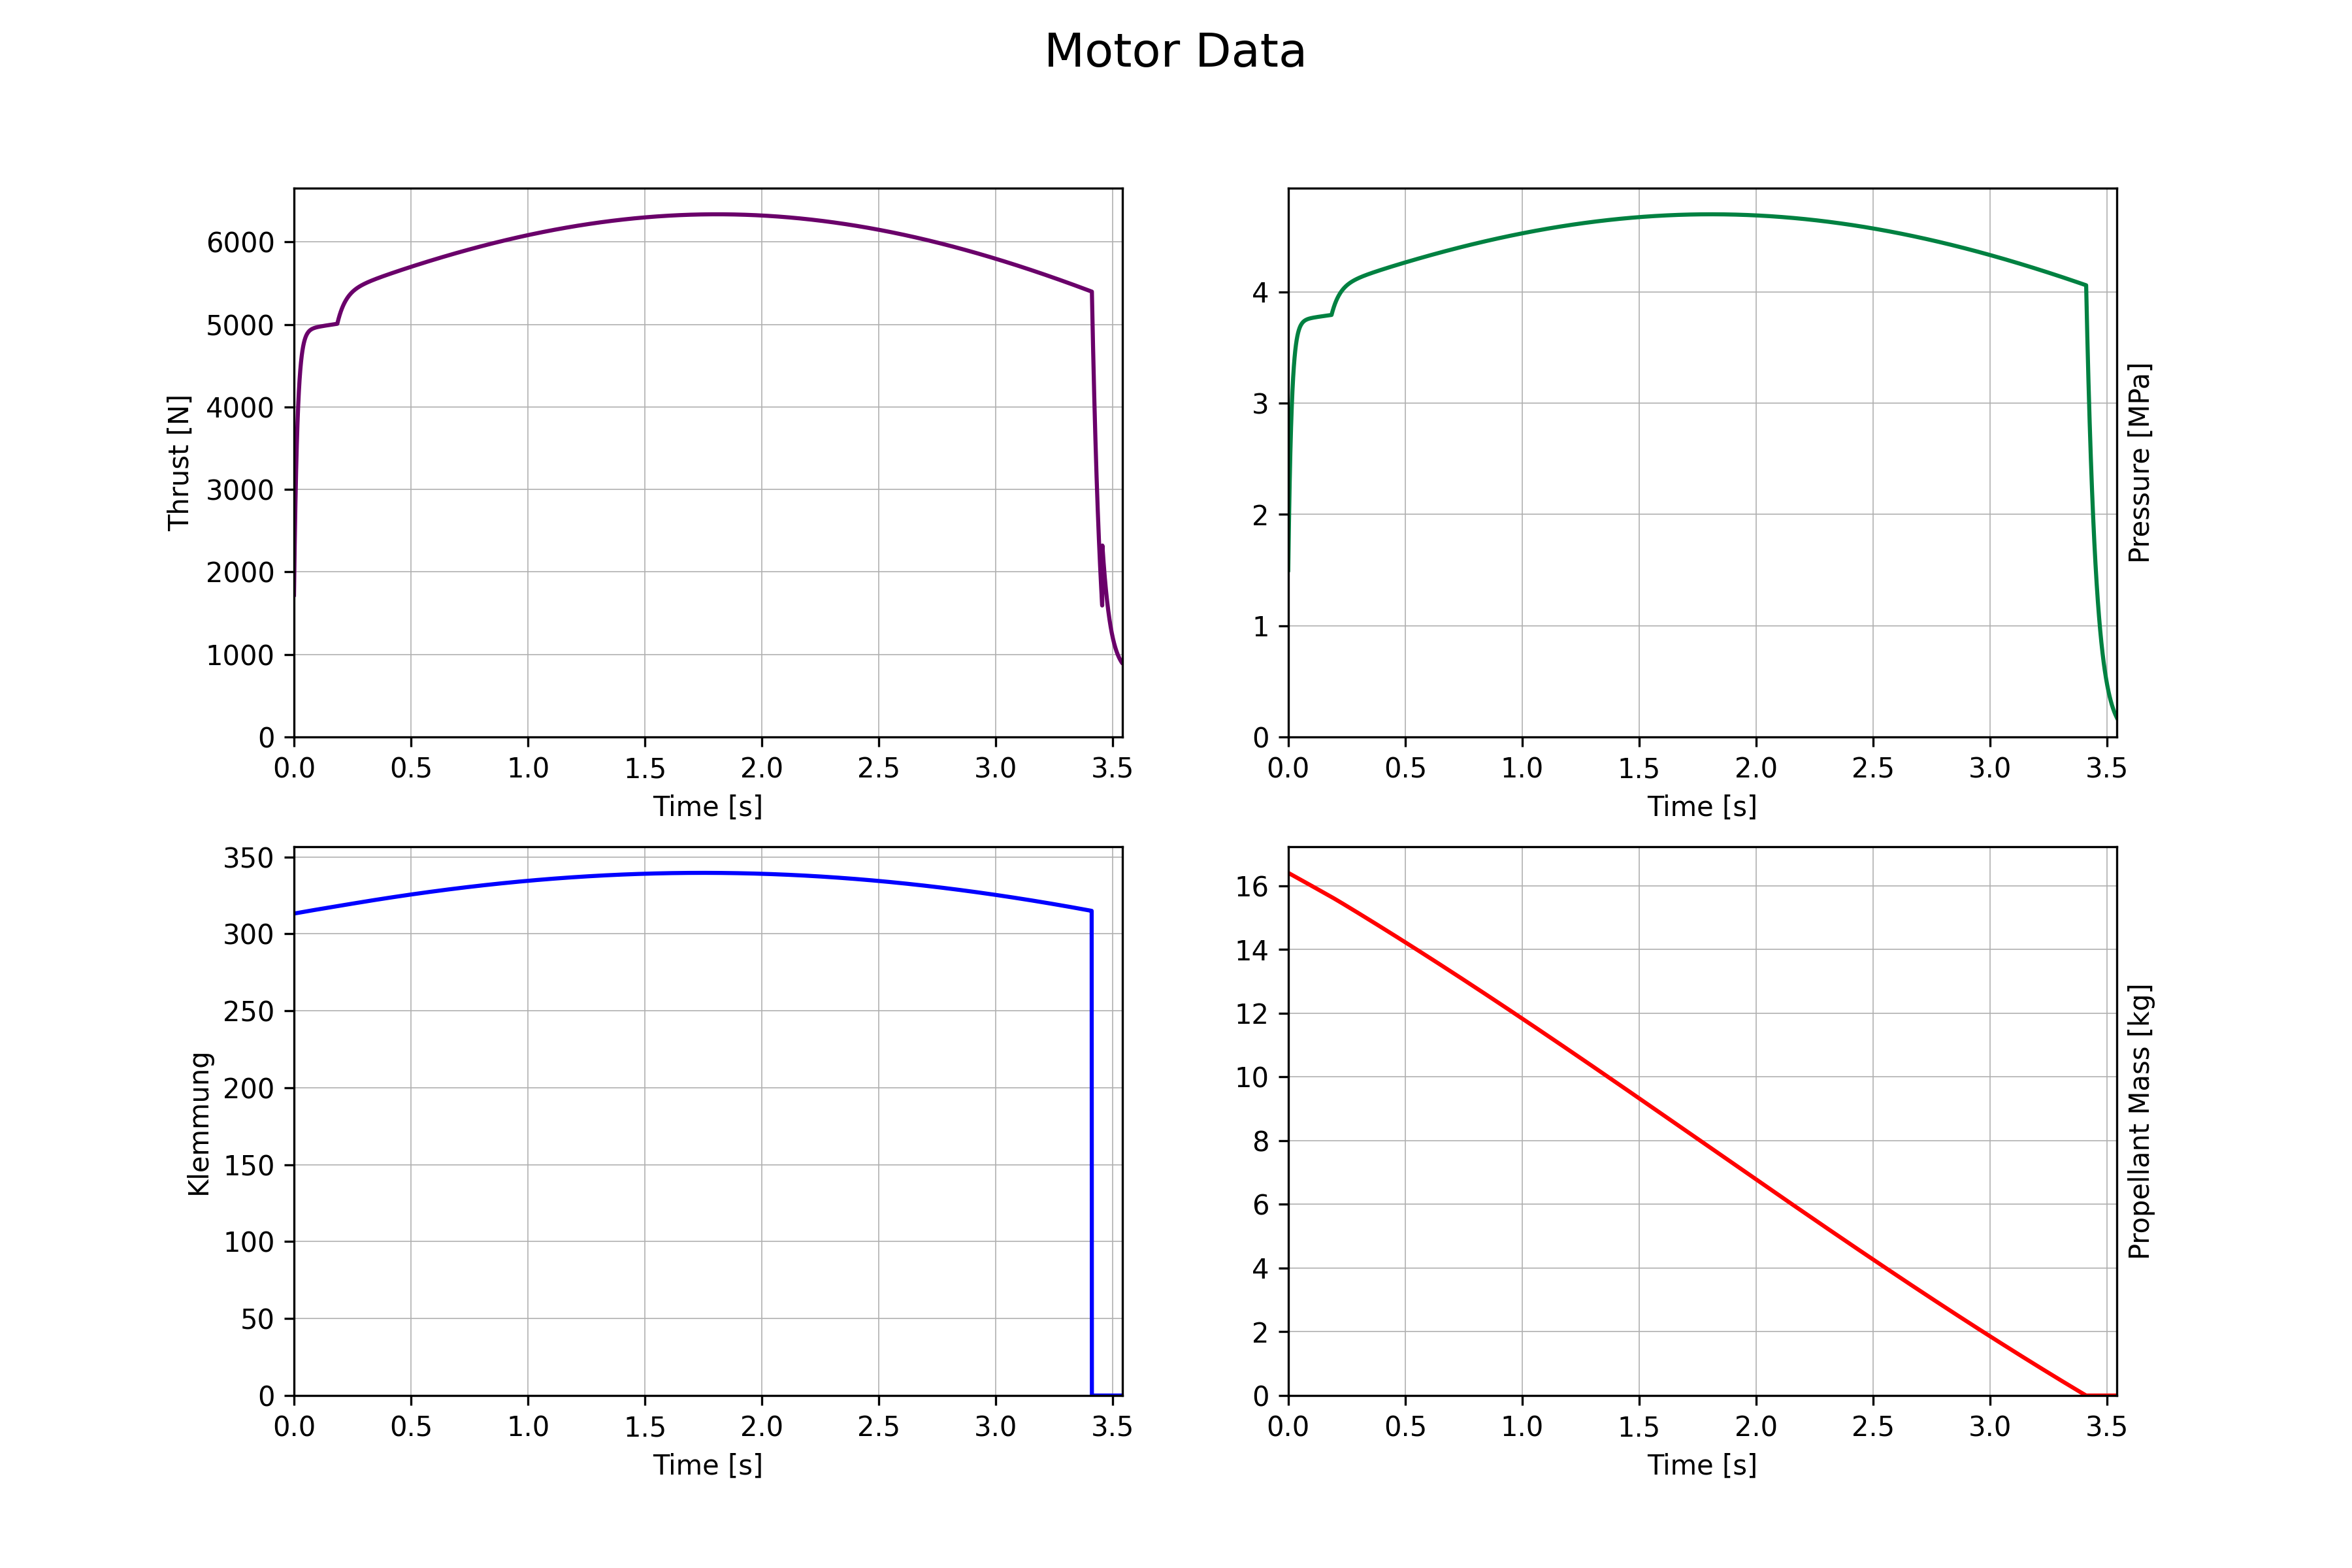 Motor Data
Thrust [N]
6000
5000
4000
3000
2000
1000
0
0.0 0.5 1.0 1.5 2.0 2.5 3.0 3.5
Time [s]
Pressure [MPa]
4
3
2
1
0
0.0 0.5 1.0 1.5 2.0 2.5 3.0 3.5
Time [s]
Klemmung
350
300
250
200
150
100
50
0
0.0 0.5 1.0 1.5 2.0 2.5 3.0 3.5
Time [s]
Propellant Mass [kg]
16
14
12
10
8
6
4
2
0
0.0 0.5 1.0 1.5 2.0 2.5 3.0 3.5
Time [s]